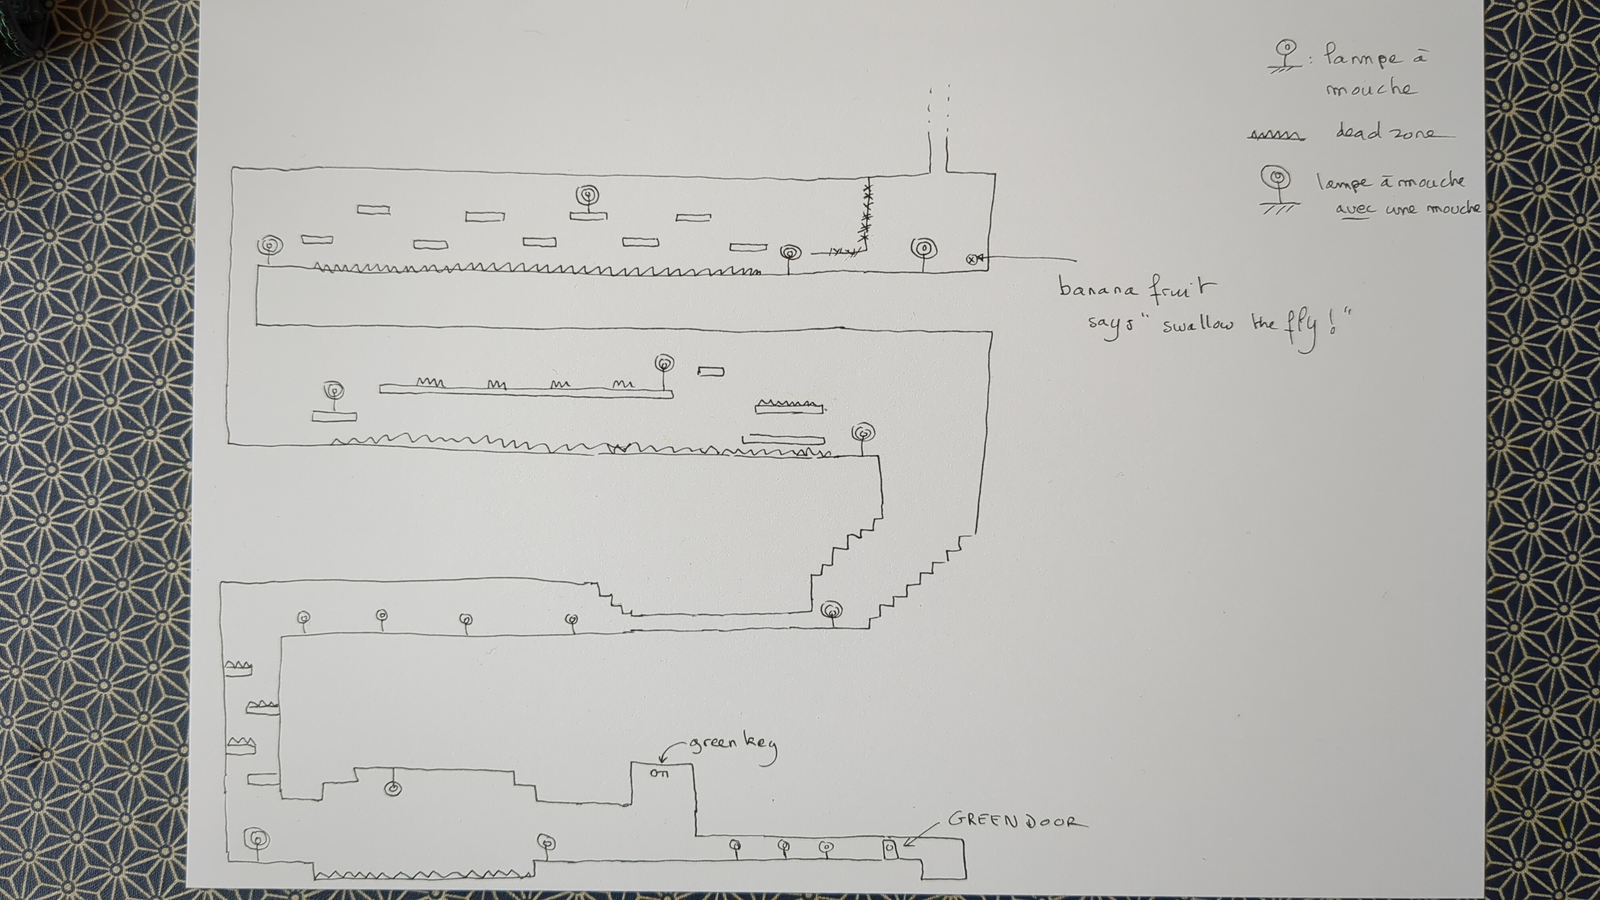 : lampe à
mouche
dead zone
lampe à mouche
avec une mouche
banana fruit
says " swallow the fly ! "
green key
GREEN DOOR